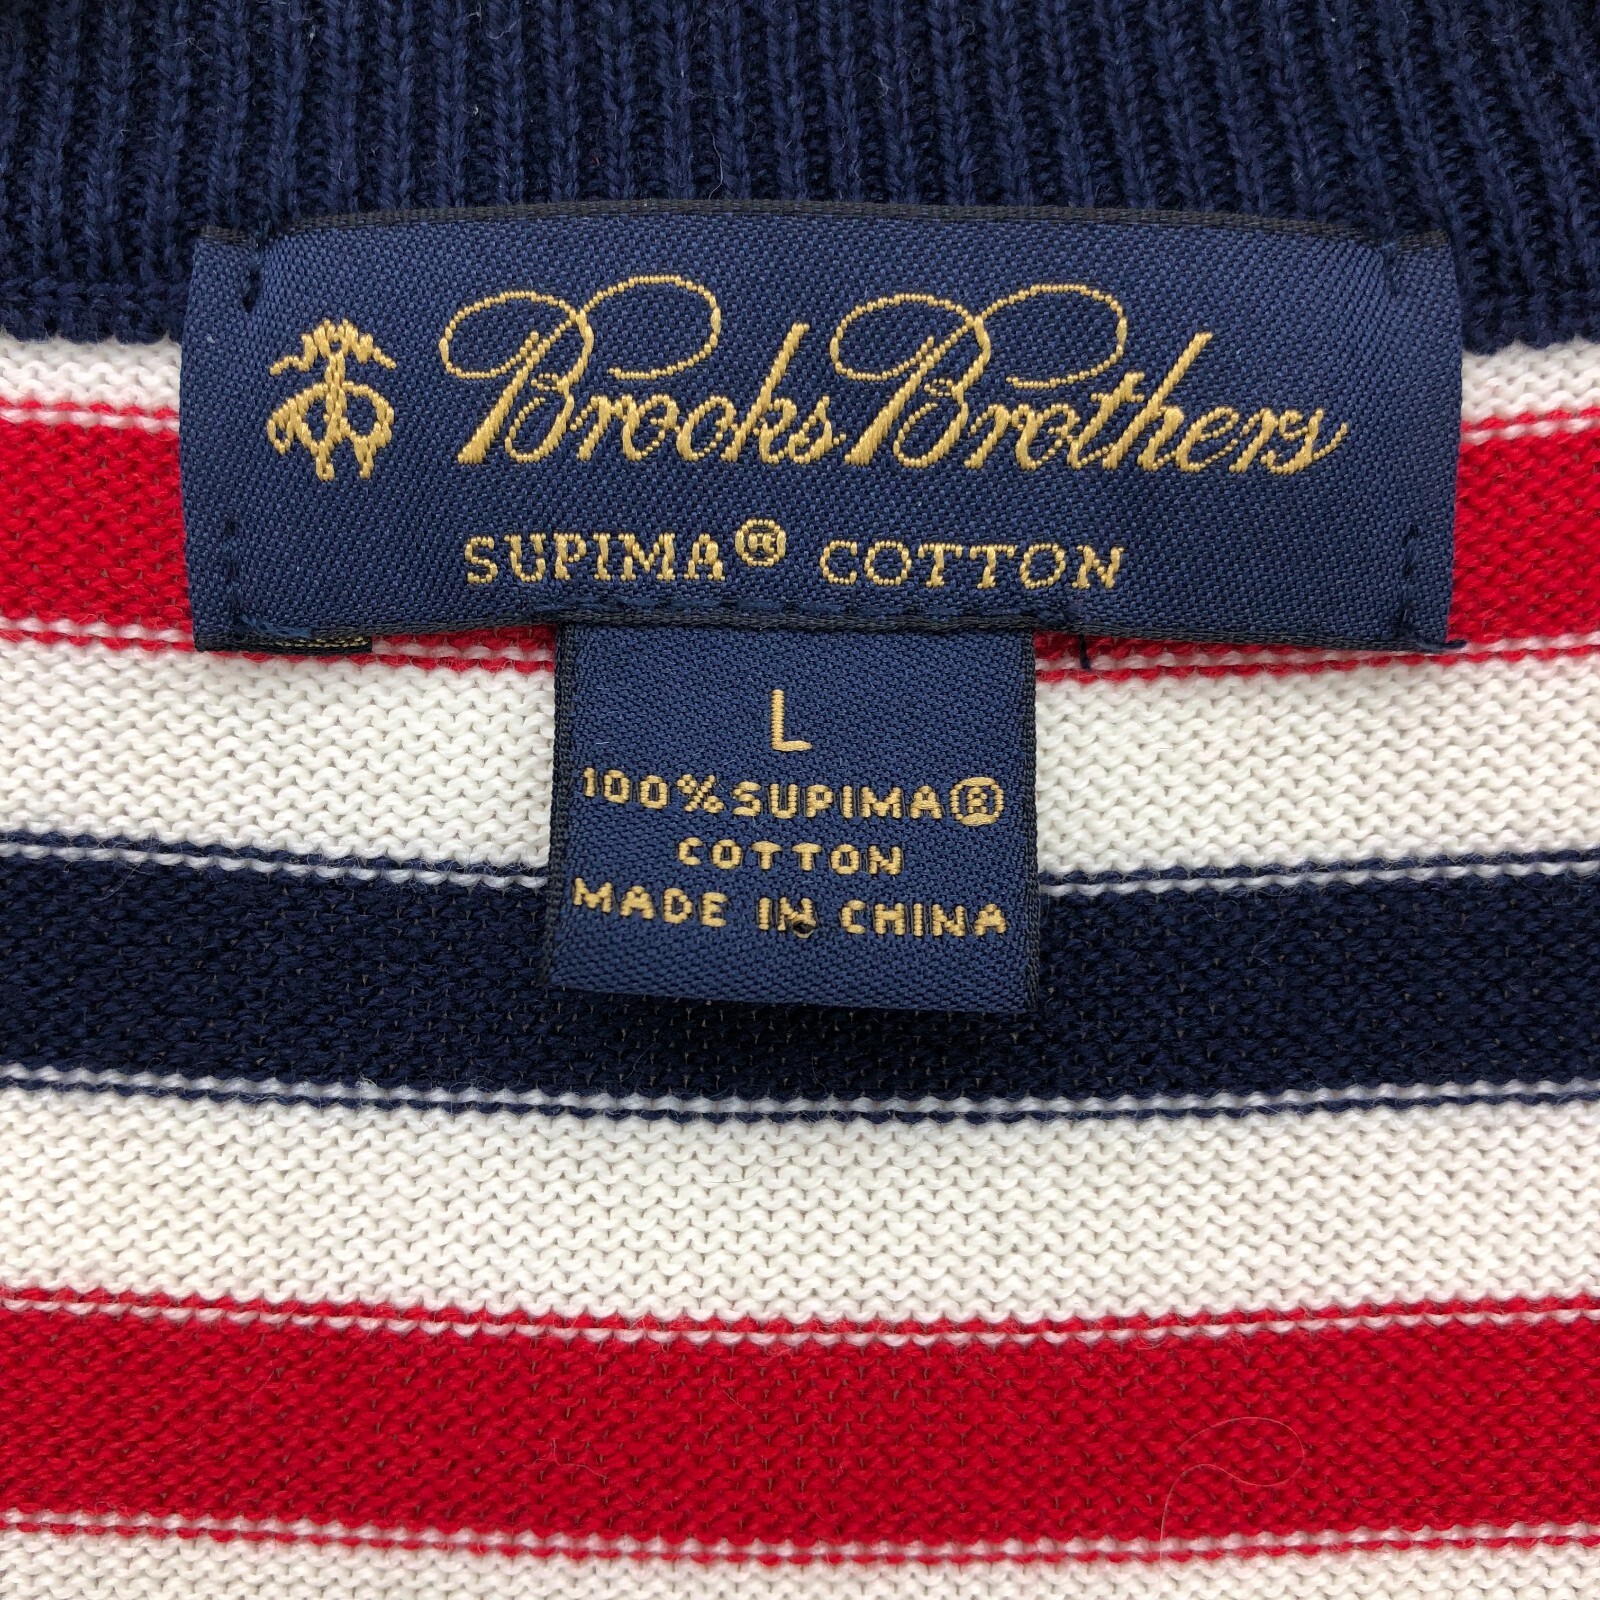 Brooks Brothers
SUPIMA® COTTON
L
100% SUPIMA®
COTTON
MADE IN CHINA